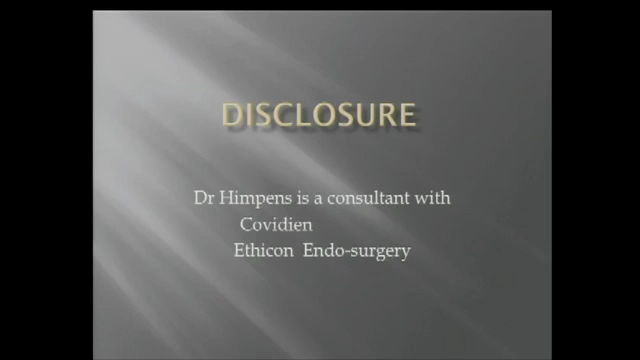 DISCLOSURE
Dr Himpens is a consultant with
Covidien
Ethicon Endo-surgery